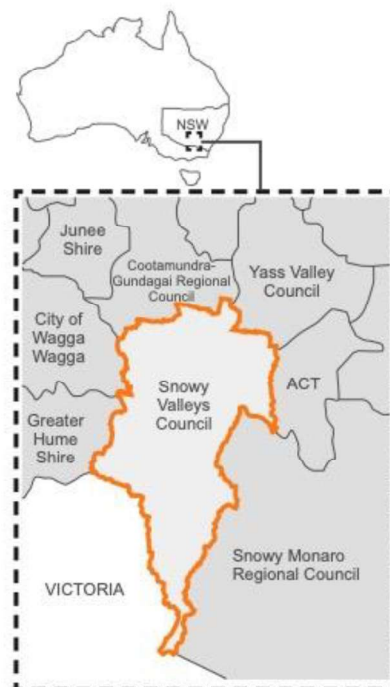 NSW
Junee
Shire
Cootamundra-
Gundagai Regional
Council
Yass Valley
Council
City of
Wagga
Wagga
Snowy
Valleys
Council
ACT
Greater
Hume
Shire
Snowy Monaro
Regional Council
VICTORIA